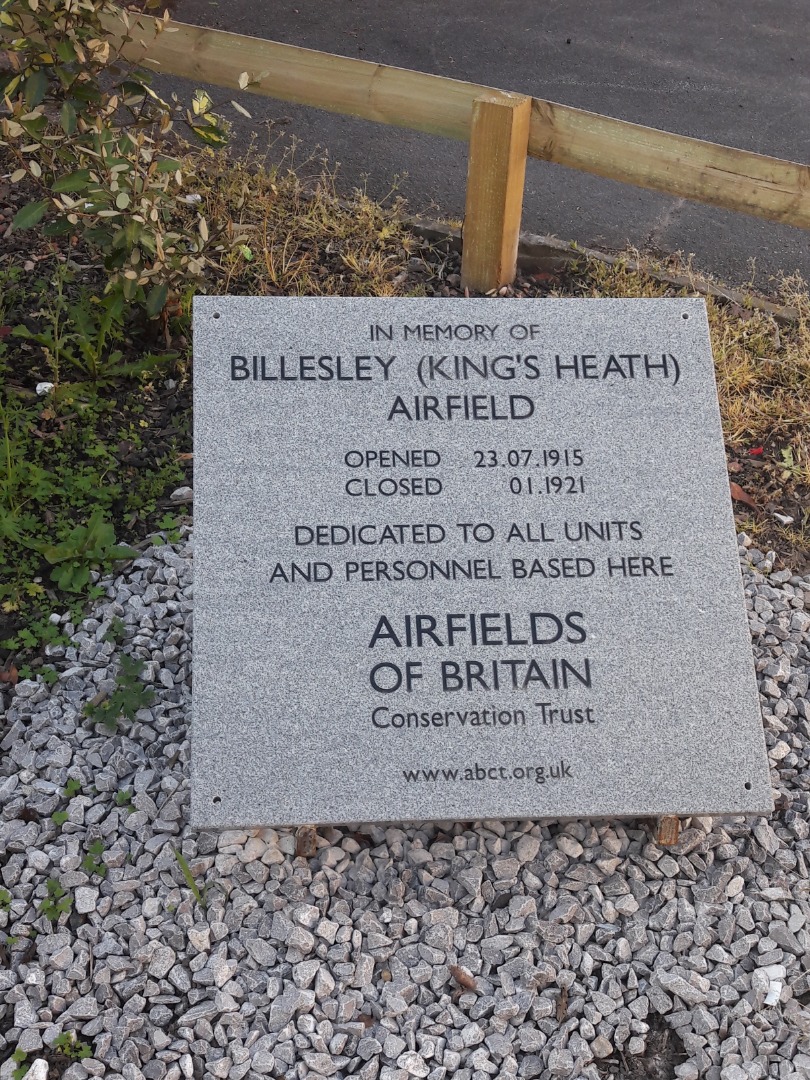 IN MEMORY OF
BILLESLEY (KING'S HEATH)
AIRFIELD
OPENED 23.07.1915
CLOSED 01.1921
DEDICATED TO ALL UNITS
AND PERSONNEL BASED HERE
AIRFIELDS
OF BRITAIN
Conservation Trust
www.abct.org.uk